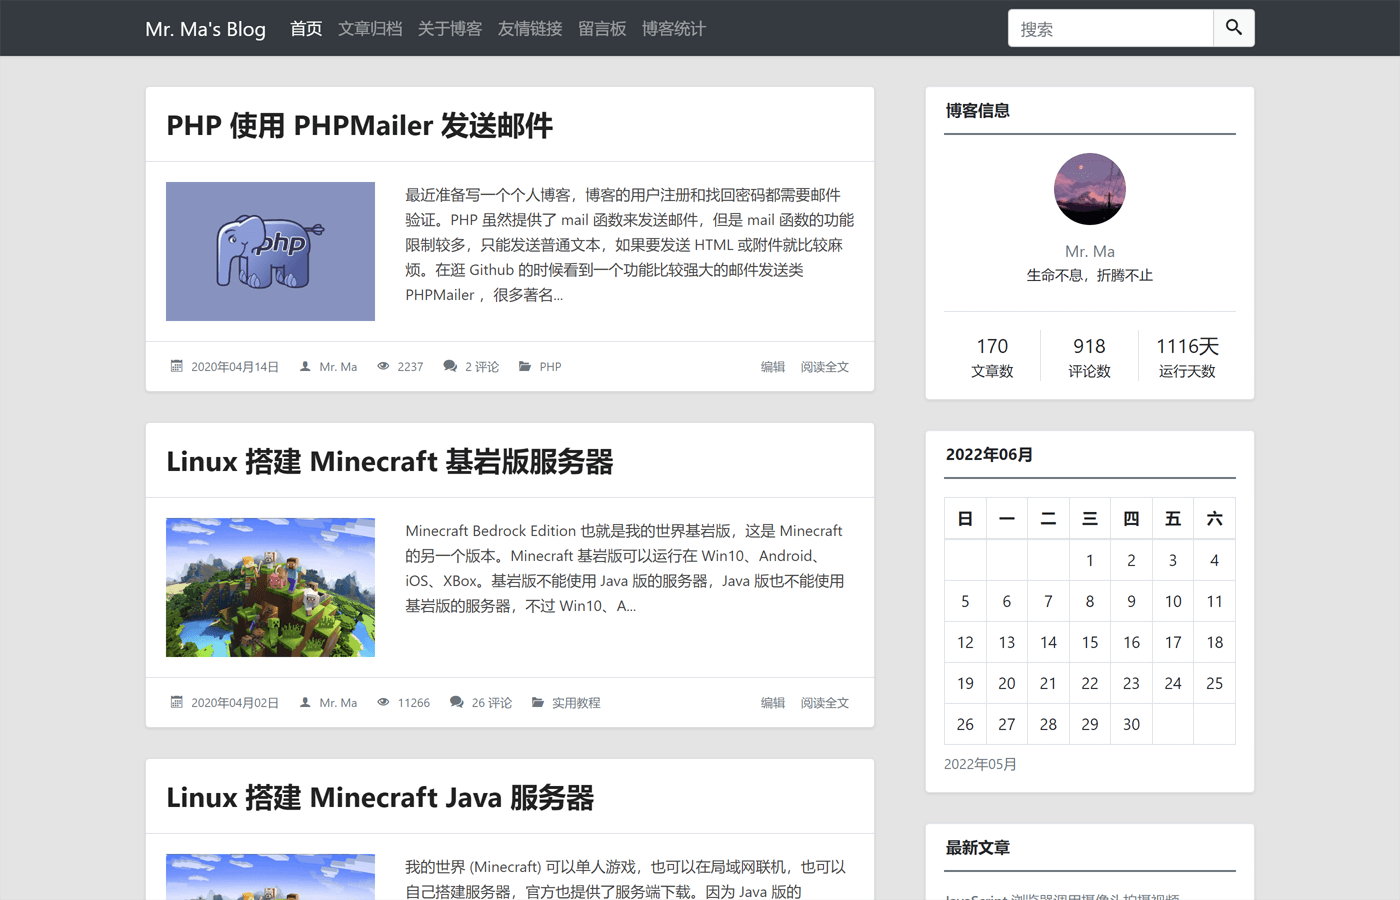 Mr. Ma's Blog 首页 文章归档 关于博客 友情链接 留言板 博客统计 搜索
PHP 使用 PHPMailer 发送邮件
php
最近准备写一个个人博客，博客的用户注册和找回密码都需要邮件
验证。PHP 虽然提供了 mail 函数来发送邮件，但是 mail 函数的功能
限制较多，只能发送普通文本，如果要发送 HTML 或附件就比较麻
烦。在逛 Github 的时候看到一个功能比较强大的邮件发送类
PHPMailer ，很多著名...
2020年04月14日 Mr. Ma 2237 2 评论 PHP 编辑 阅读全文
Linux 搭建 Minecraft 基岩版服务器
Minecraft Bedrock Edition 也就是我的世界基岩版，这是 Minecraft
的另一个版本。Minecraft 基岩版可以运行在 Win10、Android、
iOS、XBox。基岩版不能使用 Java 版的服务器，Java 版也不能使用
基岩版的服务器，不过 Win10、A...
2020年04月02日 Mr. Ma 11266 26 评论 实用教程 编辑 阅读全文
Linux 搭建 Minecraft Java 服务器
我的世界 (Minecraft) 可以单人游戏，也可以在局域网联机，也可以
自己搭建服务器，官方也提供了服务端下载。因为 Java 版的
博客信息
Mr. Ma
生命不息，折腾不止
170 918 1116天
文章数 评论数 运行天数
2022年06月
日 一 二 三 四 五 六
1 2 3 4
5 6 7 8 9 10 11
12 13 14 15 16 17 18
19 20 21 22 23 24 25
26 27 28 29 30
2022年05月
最新文章
JavaScript 浏览器调用摄像头拍摄视频